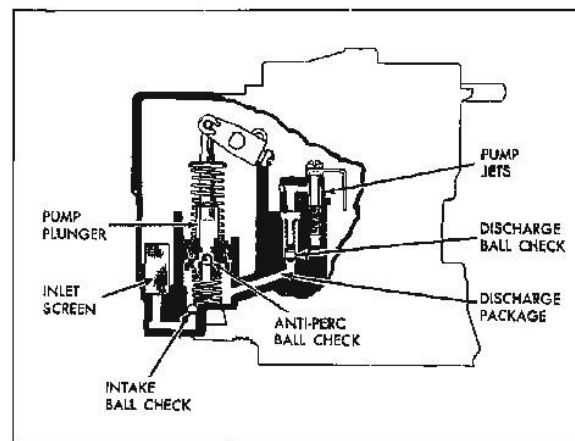 PUMP
JETS
PUMP
PLUNGER
DISCHARGE
BALL CHECK
INLET
SCREEN
DISCHARGE
PACKAGE
ANTI-PERC
BALL CHECK
INTAKE
BALL CHECK